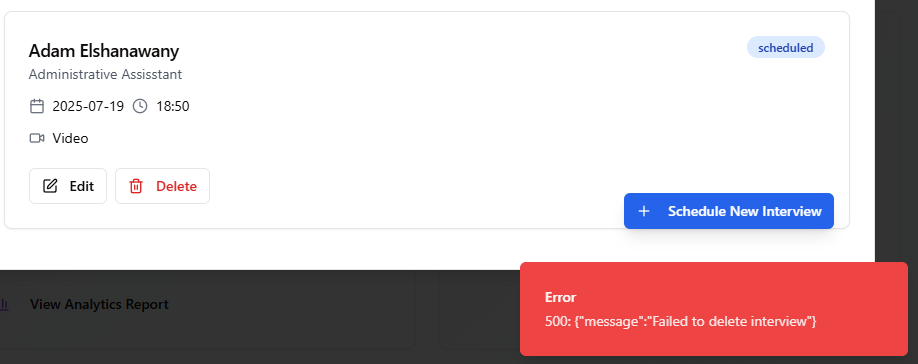 Adam Elshanawany
scheduled
Administrative Assisstant
2025-07-19 18:50
Video
Edit Delete
Schedule New Interview
View Analytics Report
Error
500: {"message":"Failed to delete interview"}